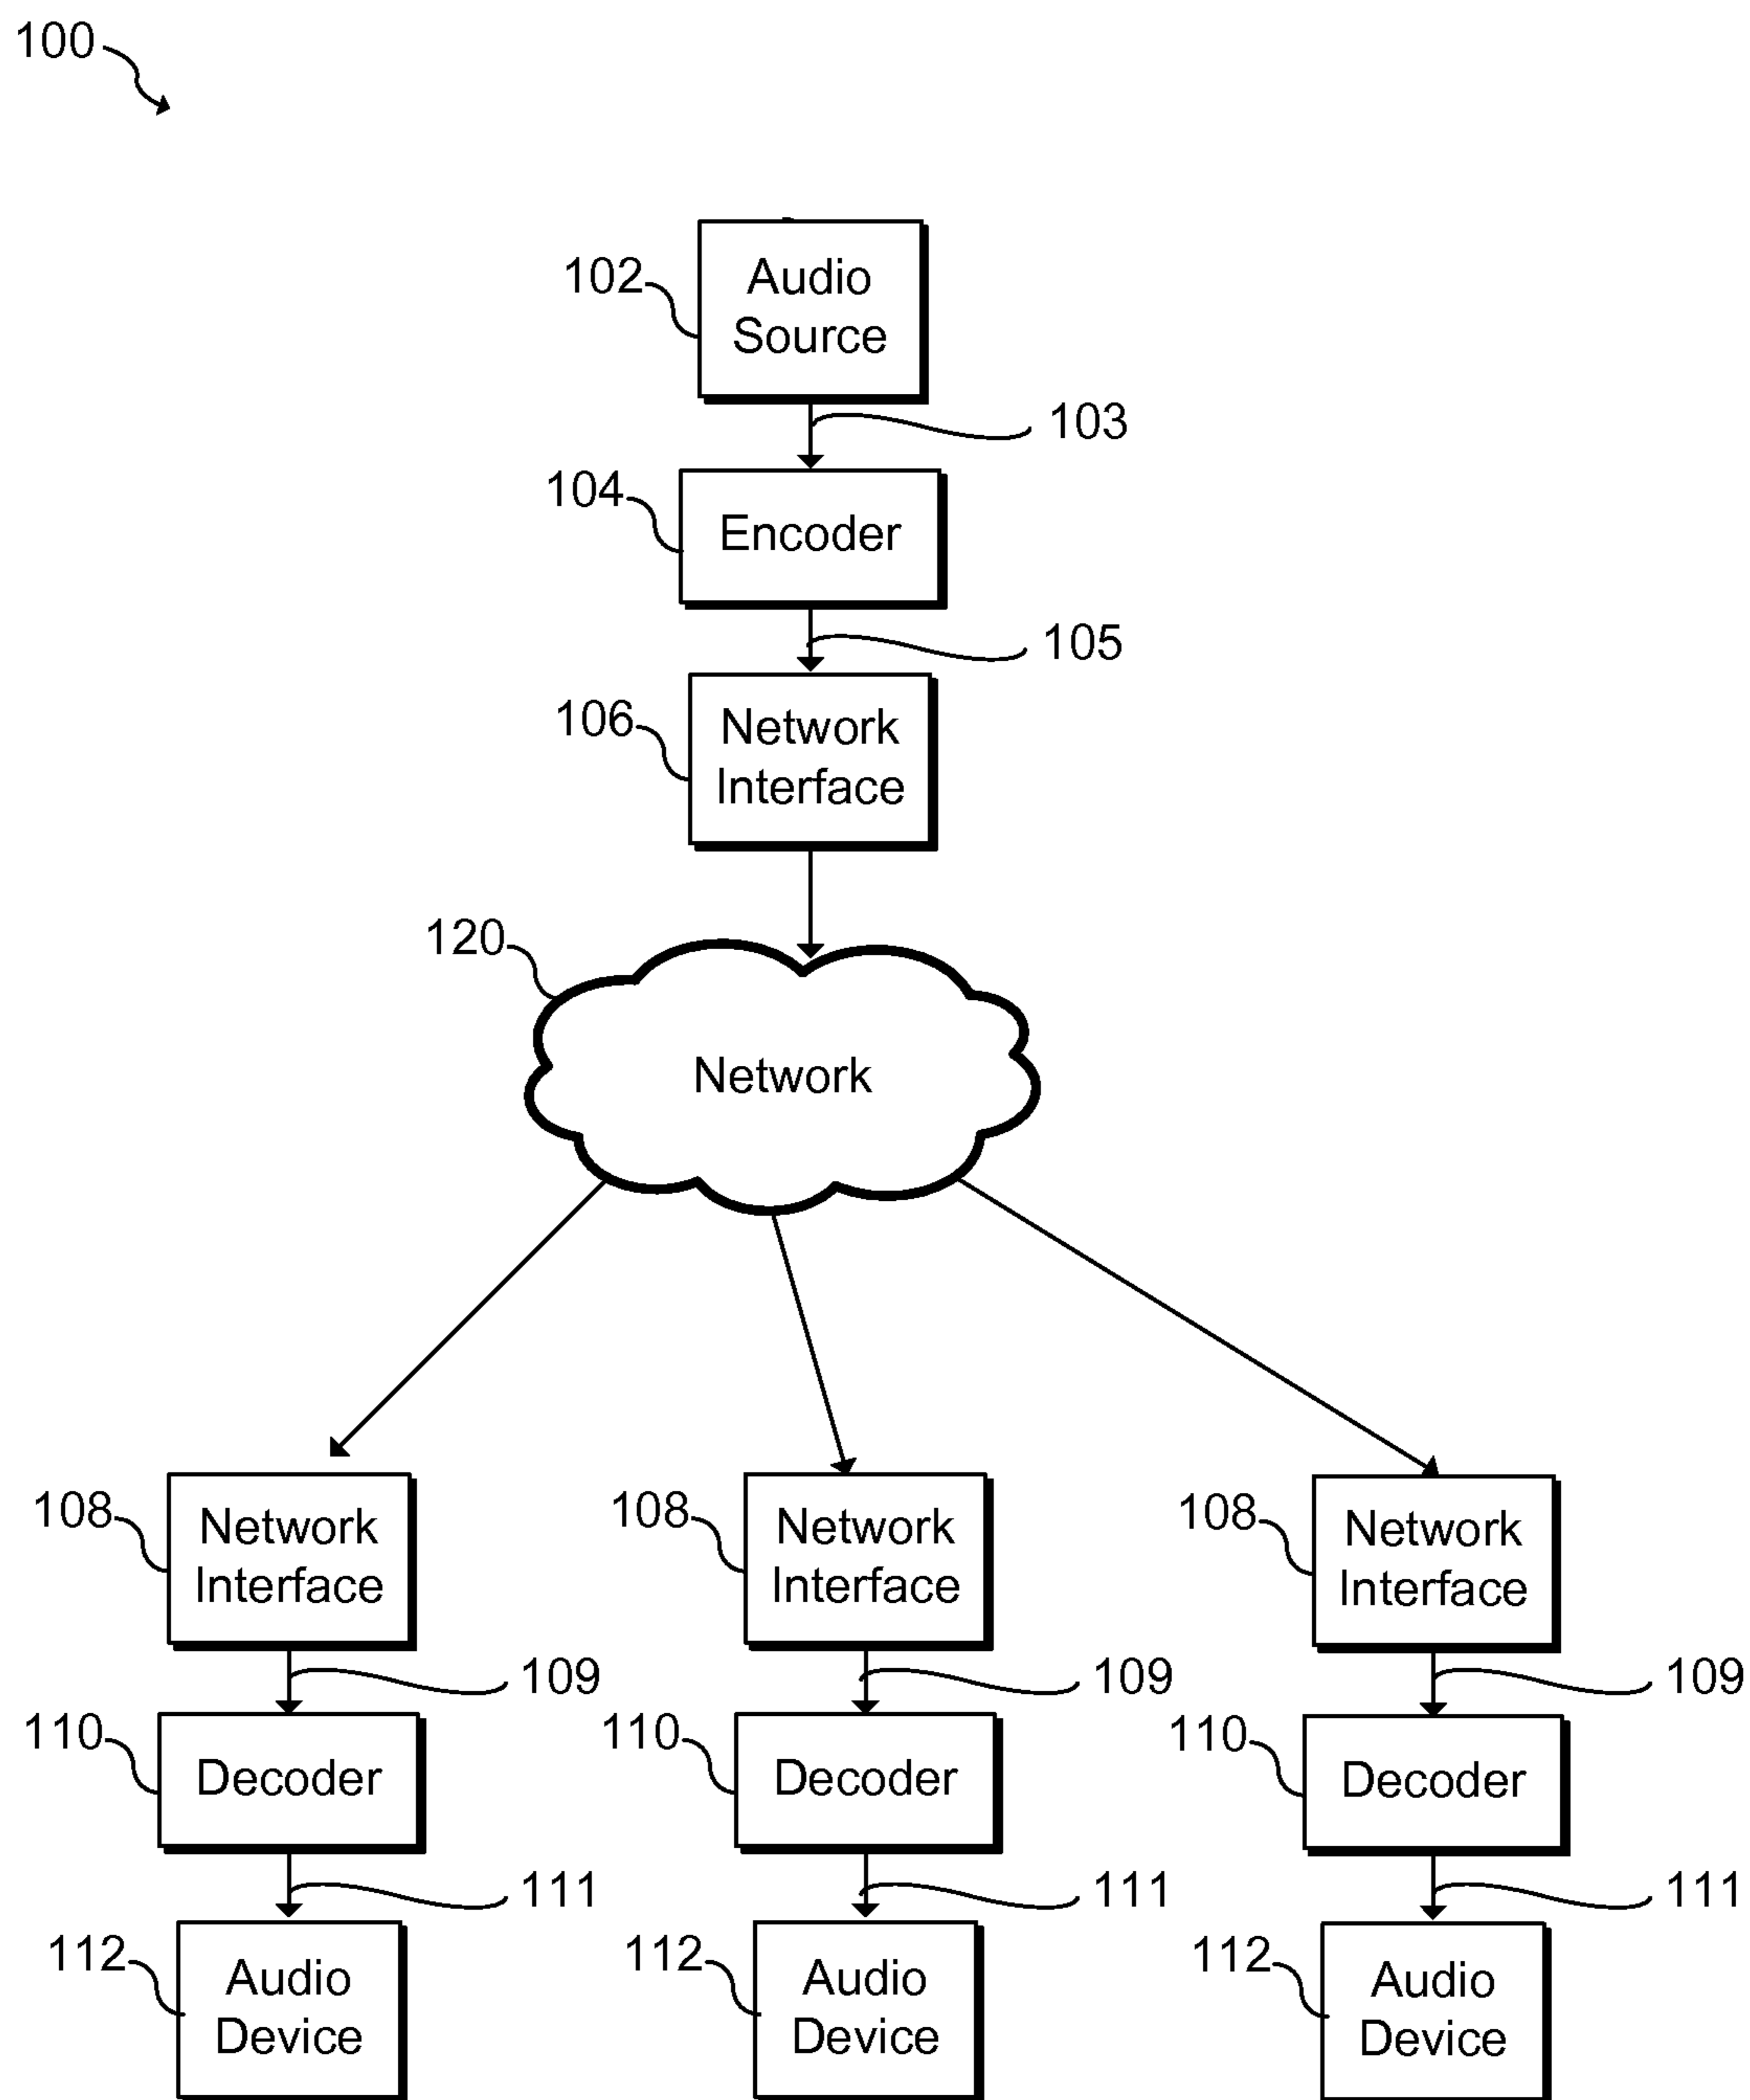 100
102
Audio
Source
103
104
Encoder
105
106
Network
Interface
120
Network
108
Network
Interface
108
Network
Interface
108
Network
Interface
109
109
109
110
Decoder
110
Decoder
110
Decoder
111
111
111
112
Audio
Device
112
Audio
Device
112
Audio
Device